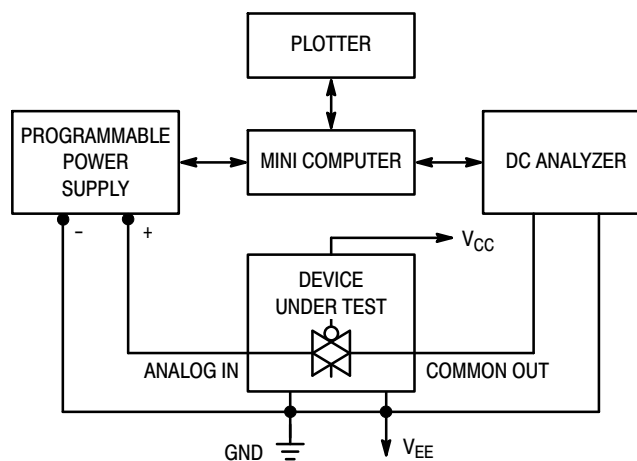 PLOTTER
PROGRAMMABLE
POWER
SUPPLY
MINI COMPUTER
DC ANALYZER
− +
VCC
DEVICE
UNDER TEST
ANALOG IN
COMMON OUT
GND
VEE